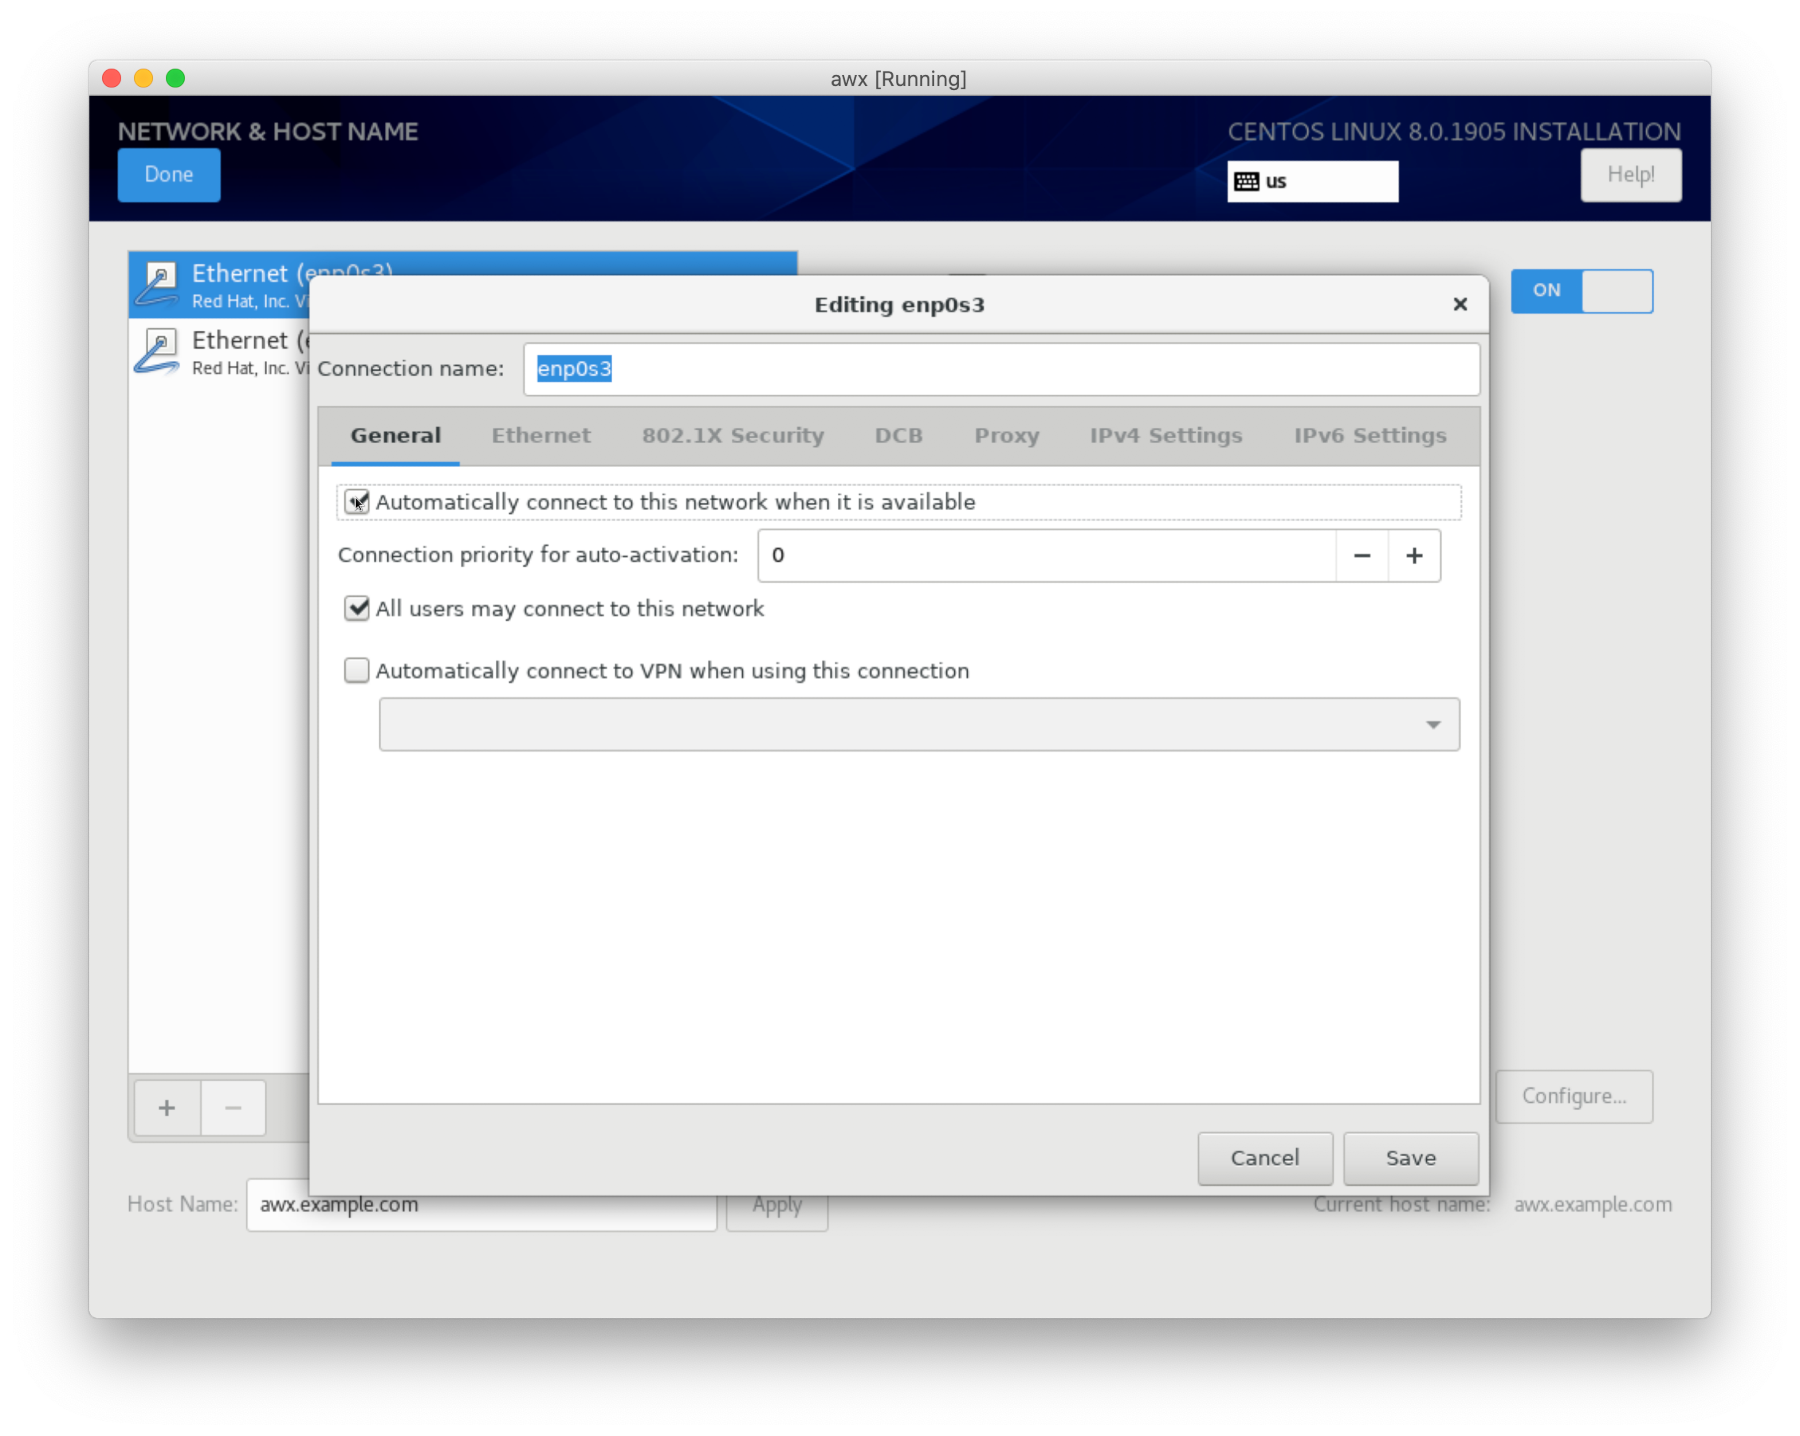 awx [Running]
NETWORK & HOST NAME
CENTOS LINUX 8.0.1905 INSTALLATION
Done
us
Help!
Ethernet (enp0s3)
Red Hat, Inc.
Ethernet
Red Hat, Inc.
ON
Editing enp0s3
Connection name: enp0s3
General Ethernet 802.1X Security DCB Proxy IPv4 Settings IPv6 Settings
Automatically connect to this network when it is available
Connection priority for auto-activation: 0 − +
All users may connect to this network
Automatically connect to VPN when using this connection
+ −
Configure...
Cancel Save
Host Name: awx.example.com Apply Current host name: awx.example.com